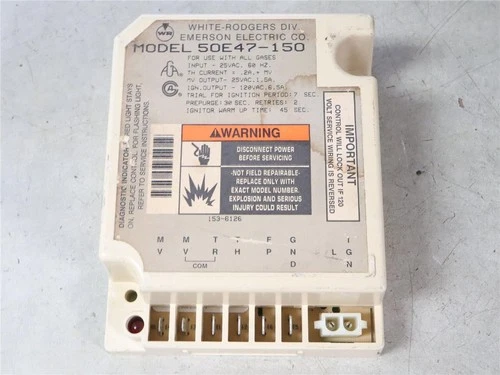 WR
WHITE-RODGERS DIV.
EMERSON ELECTRIC CO.
MODEL 50E47-150
FOR USE WITH ALL GASES
INPUT - 25VAC, 60 HZ.
TH CURRENT = .2A.+ MV
MV OUTPUT- 25VAC,1.5A.
IGN.OUTPUT- 120VAC,6.5A.
TRIAL FOR IGNITION PERIOD:7 SEC
PREPURGE:30 SEC, RETRIES: 2
IGNITOR WARM UP TIME: 45 SEC.
WARNING
DISCONNECT POWER
BEFORE SERVICING
-NOT FIELD REPAIRABLE-
REPLACE ONLY WITH
EXACT MODEL NUMBER.
EXPLOSION AND SERIOUS
INJURY COULD RESULT
153-6126
IMPORTANT
CONTROL WILL LOCK OUT IF 120
VOLT SERVICE WIRING IS REVERSED
DIAGNOSTIC INDICATOR
RED LIGHT STAYS
ON, REPLACE
FOR FLASHING LIGHT,
REFER TO SERVICE INSTRUCTIONS.
M M T T F G I
V V R H P N L G
COM D N